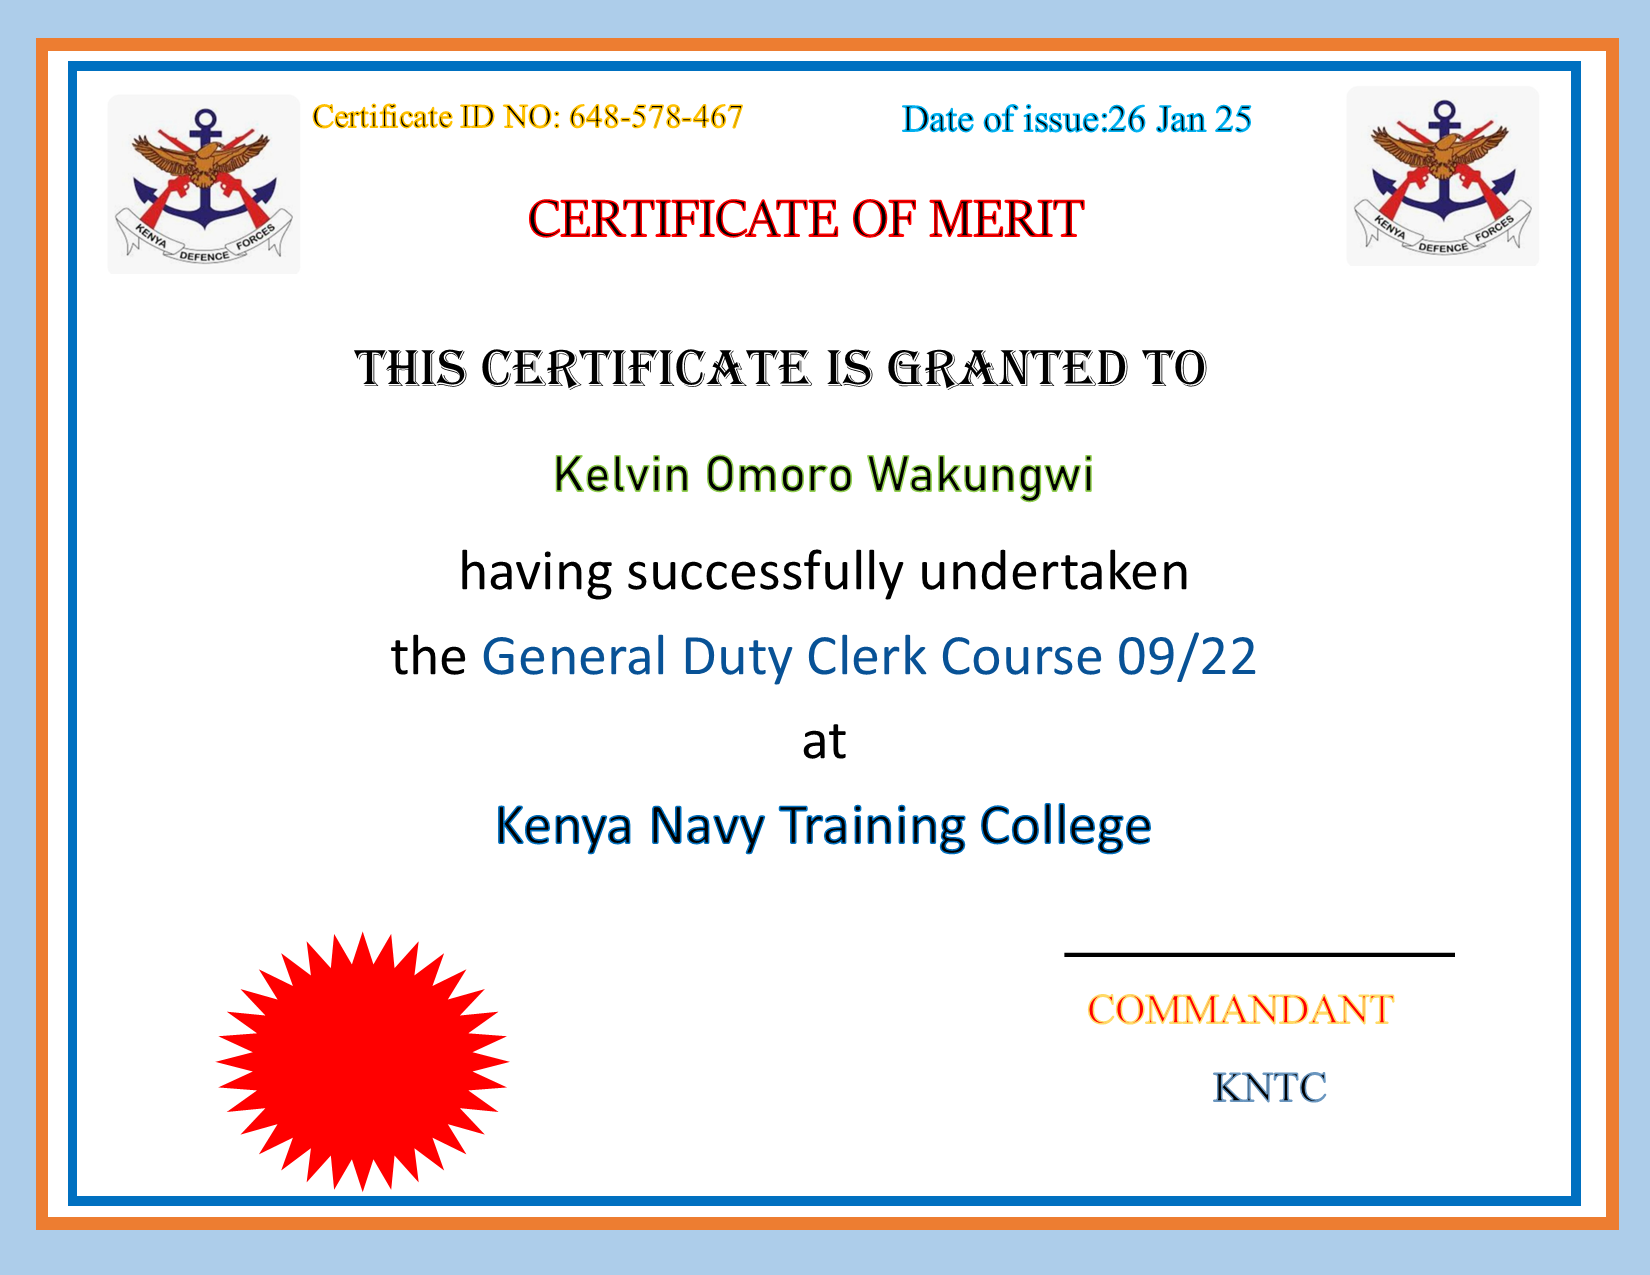 Certificate ID NO: 648-578-467
Date of issue:26 Jan 25
KENYA DEFENCE FORCES
KENYA DEFENCE FORCES
CERTIFICATE OF MERIT
THIS CERTIFICATE IS GRANTED TO
Kelvin Omoro Wakungwi
having successfully undertaken
the General Duty Clerk Course 09/22
at
Kenya Navy Training College
COMMANDANT
KNTC